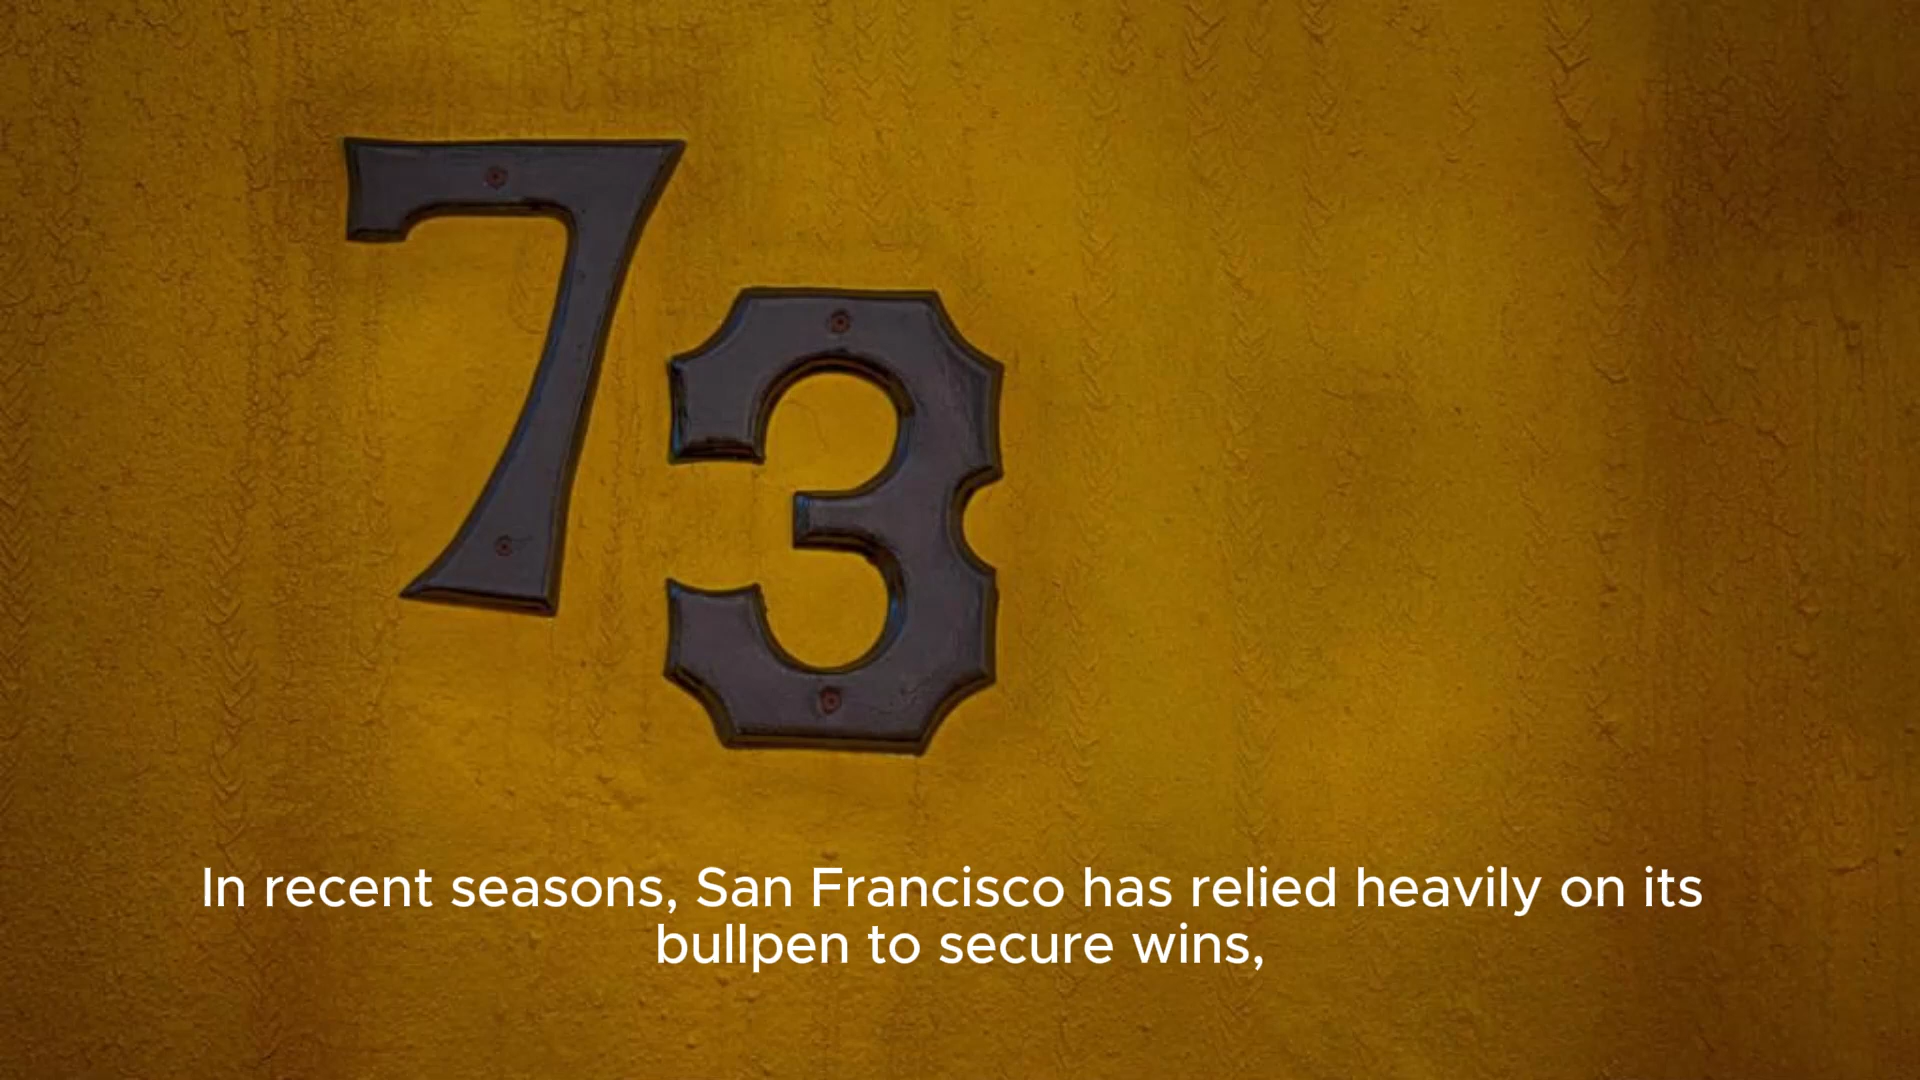 73
In recent seasons, San Francisco has relied heavily on its
bullpen to secure wins,